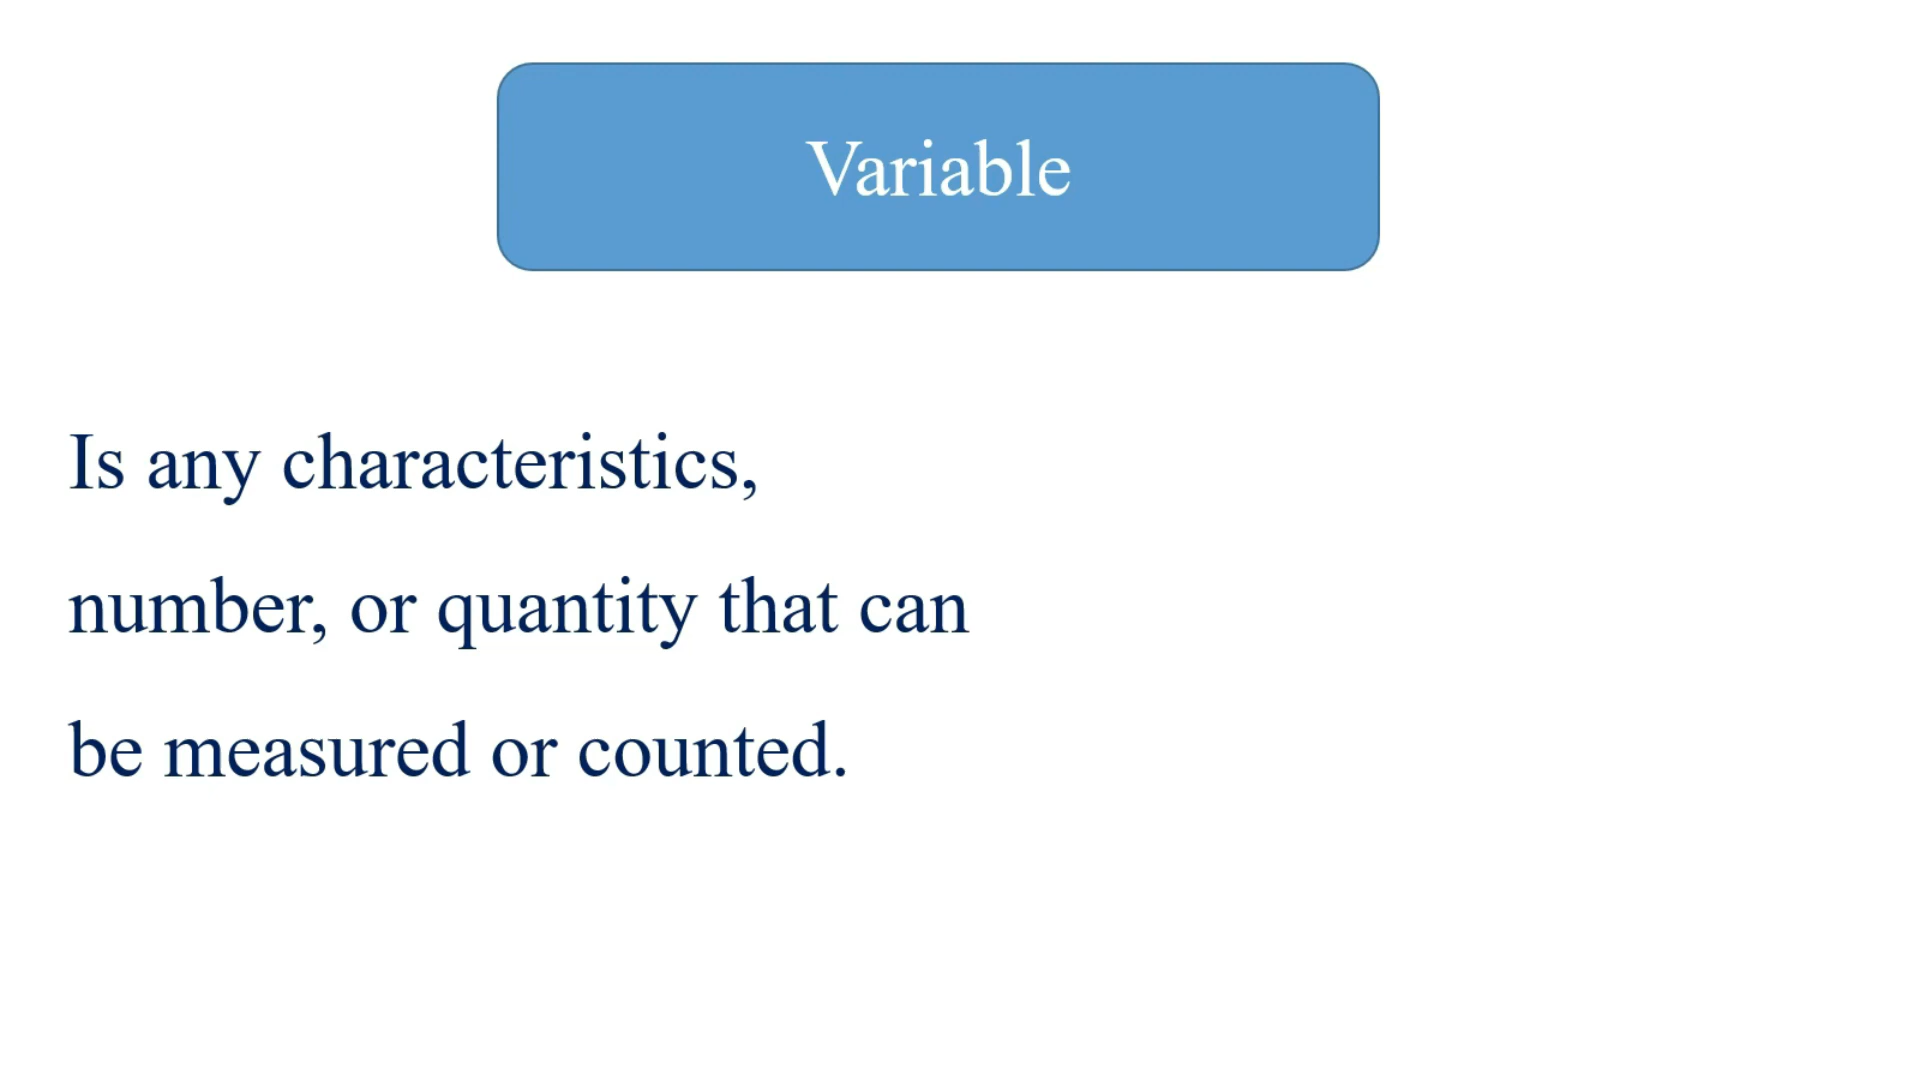 Variable
Is any characteristics,
number, or quantity that can
be measured or counted.